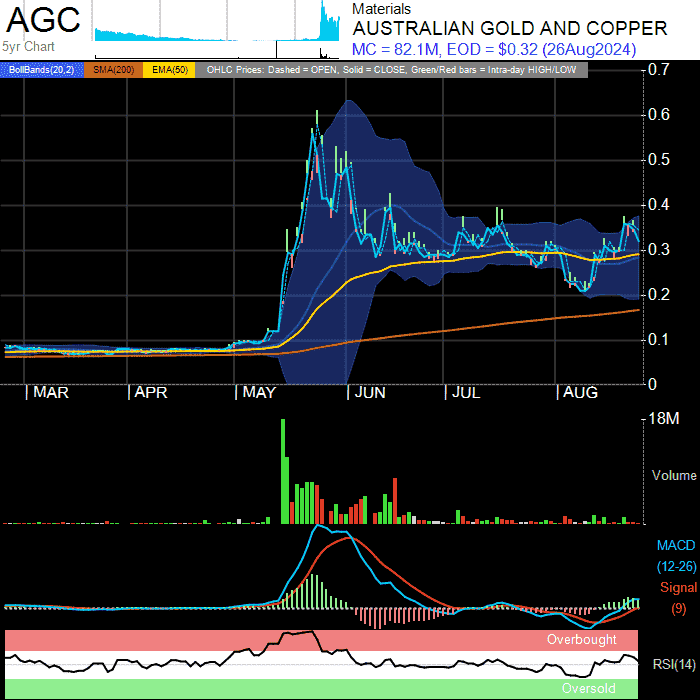 AGC
5yr Chart
Materials
AUSTRALIAN GOLD AND COPPER
MC = 82.1M, EOD = $0.32 (26Aug2024)
BollBands(20,2) SMA(200) EMA(50) OHLC Prices: Dashed = OPEN, Solid = CLOSE, Green/Red bars = Intra-day HIGH/LOW
0.7
0.6
0.5
0.4
0.3
0.2
0.1
0
MAR APR MAY JUN JUL AUG
18M
Volume
MACD
(12-26)
Signal
(9)
Overbought
RSI(14)
Oversold